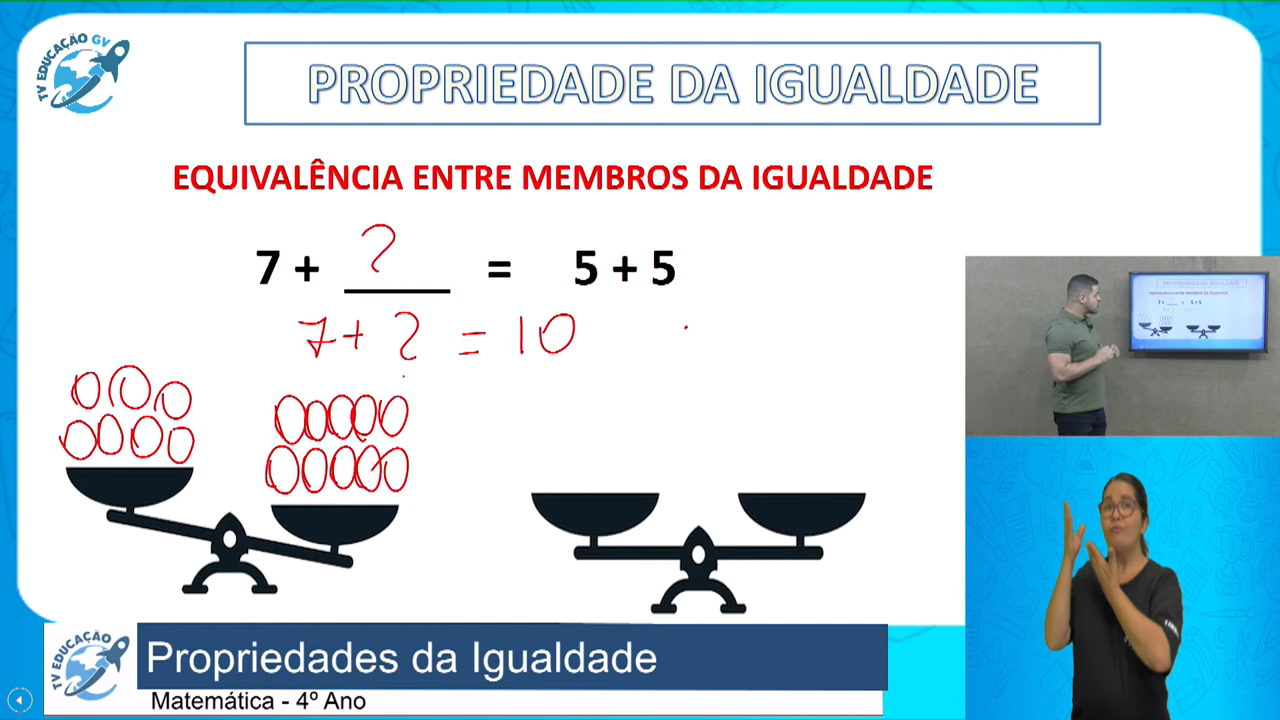 TV EDUCAÇÃO GV
PROPRIEDADE DA IGUALDADE
EQUIVALÊNCIA ENTRE MEMBROS DA IGUALDADE
7 + ? = 5 + 5
7 + ? = 10
TV EDUCAÇÃO
Propriedades da Igualdade
Matemática - 4º Ano